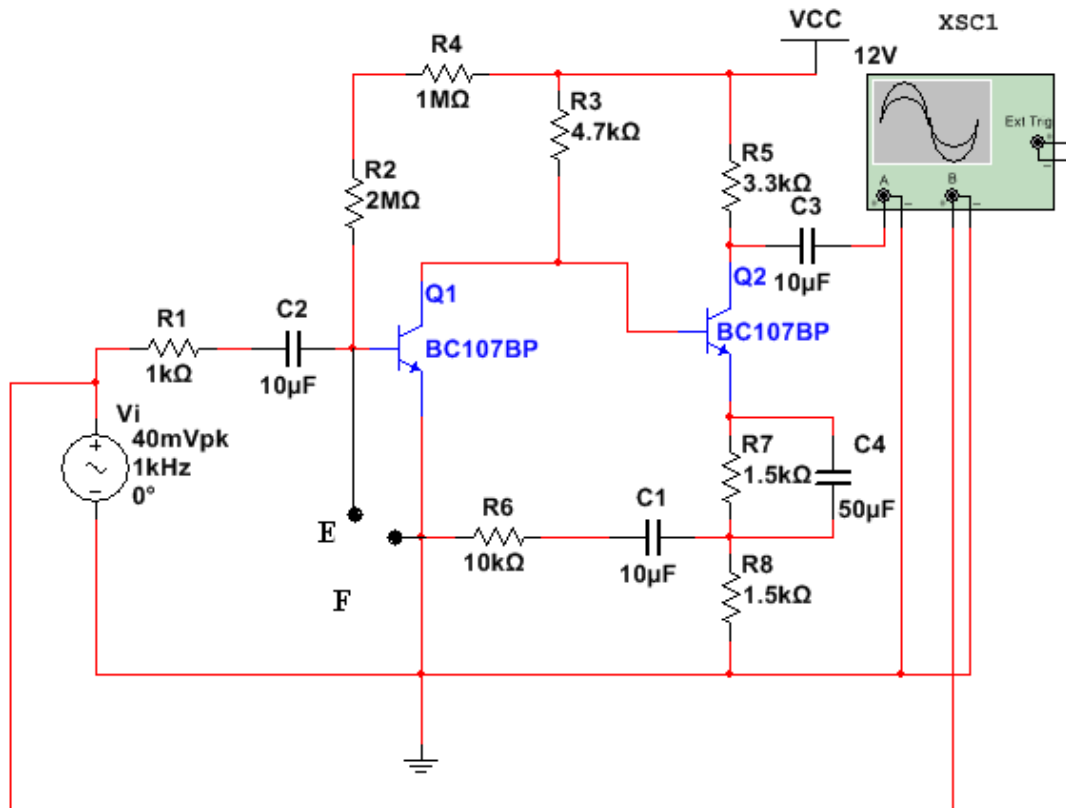 VCC
XSC1
12V
R4
1MΩ
R3
4.7kΩ
Ext Trig
+
−
A
B
+
−
+
−
R5
3.3kΩ
R2
2MΩ
C3
10µF
Q1
BC107BP
Q2
BC107BP
R1
1kΩ
C2
10µF
Vi
40mVpk
1kHz
0°
+
−
R7
1.5kΩ
C4
50µF
E
R6
10kΩ
C1
10µF
F
R8
1.5kΩ